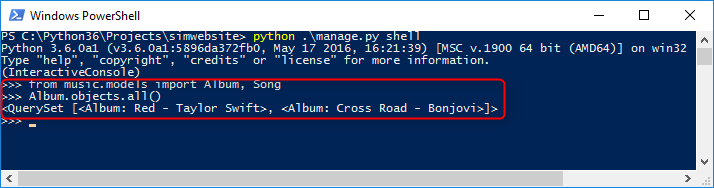 Windows PowerShell
PS C:\Python36\Projects\simwebsite> python .\manage.py shell
Python 3.6.0a1 (v3.6.0a1:5896da372fb0, May 17 2016, 16:21:39) [MSC v.1900 64 bit (AMD64)] on win32
Type "help", "copyright", "credits" or "license" for more information.
(InteractiveConsole)
>>> from music.models import Album, Song
>>> Album.objects.all()
<QuerySet [<Album: Red - Taylor Swift>, <Album: Cross Road - Bonjovi>]>
>>>